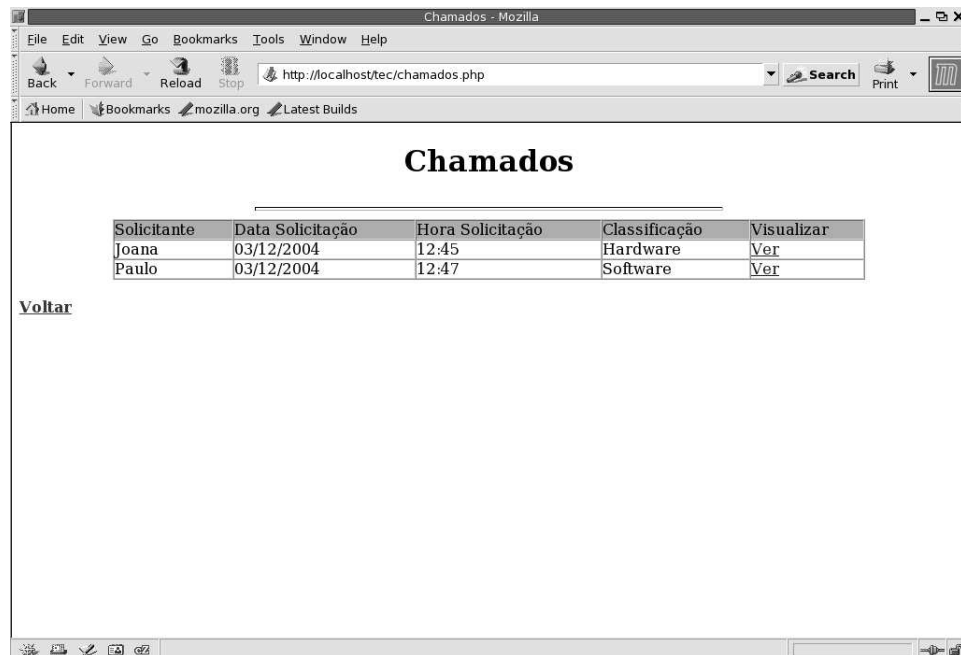 Chamados - Mozilla
File Edit View Go Bookmarks Tools Window Help
Back Forward Reload Stop http://localhost/tec/chamados.php Search Print
Home Bookmarks mozilla.org Latest Builds
Chamados
Solicitante Data Solicitação Hora Solicitação Classificação Visualizar
Joana 03/12/2004 12:45 Hardware Ver
Paulo 03/12/2004 12:47 Software Ver
Voltar